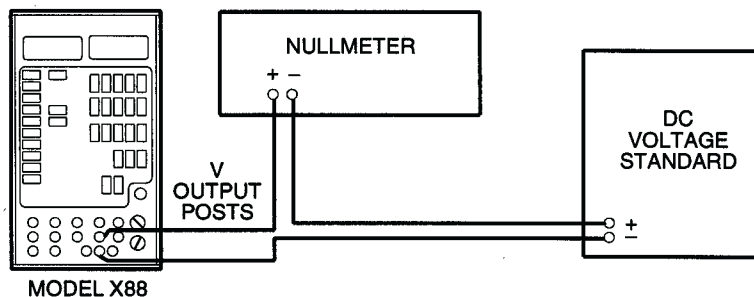 NULLMETER
+ −
DC
VOLTAGE
STANDARD
V
OUTPUT
POSTS
+
−
MODEL X88